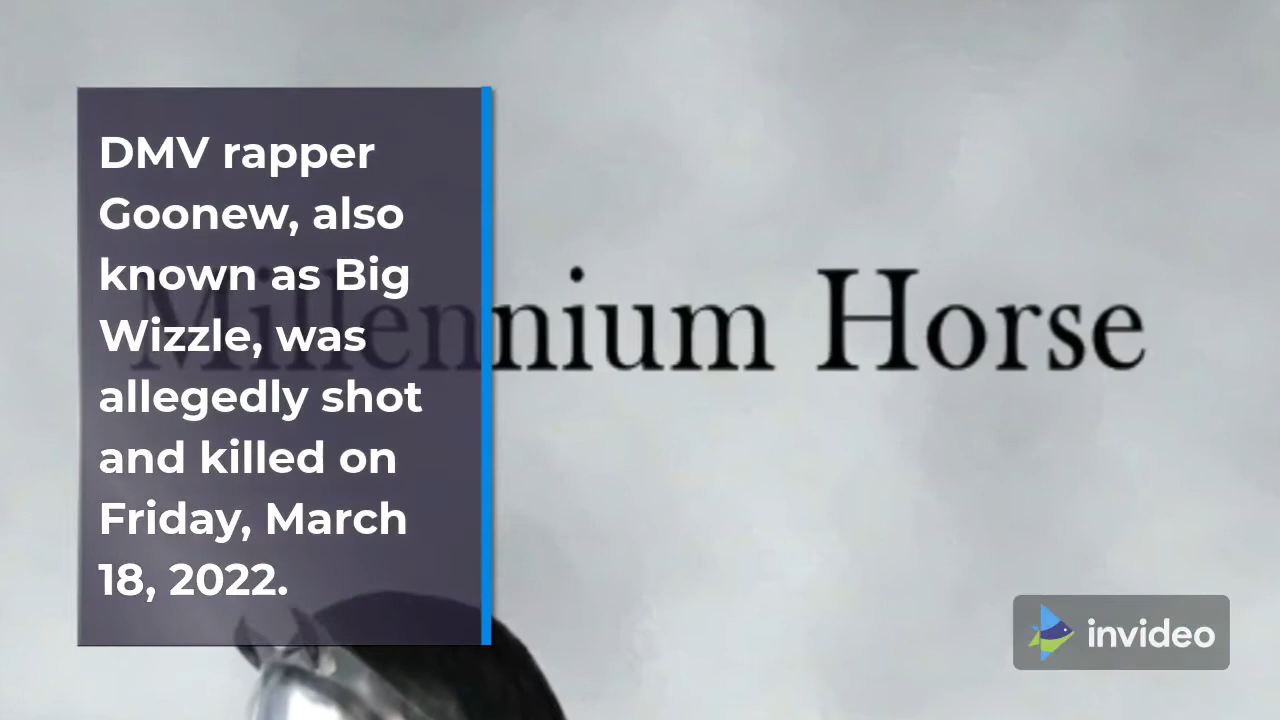 DMV rapper
Goonew, also
known as Big
Wizzle, was
allegedly shot
and killed on
Friday, March
18, 2022.
Millennium Horse
invideo